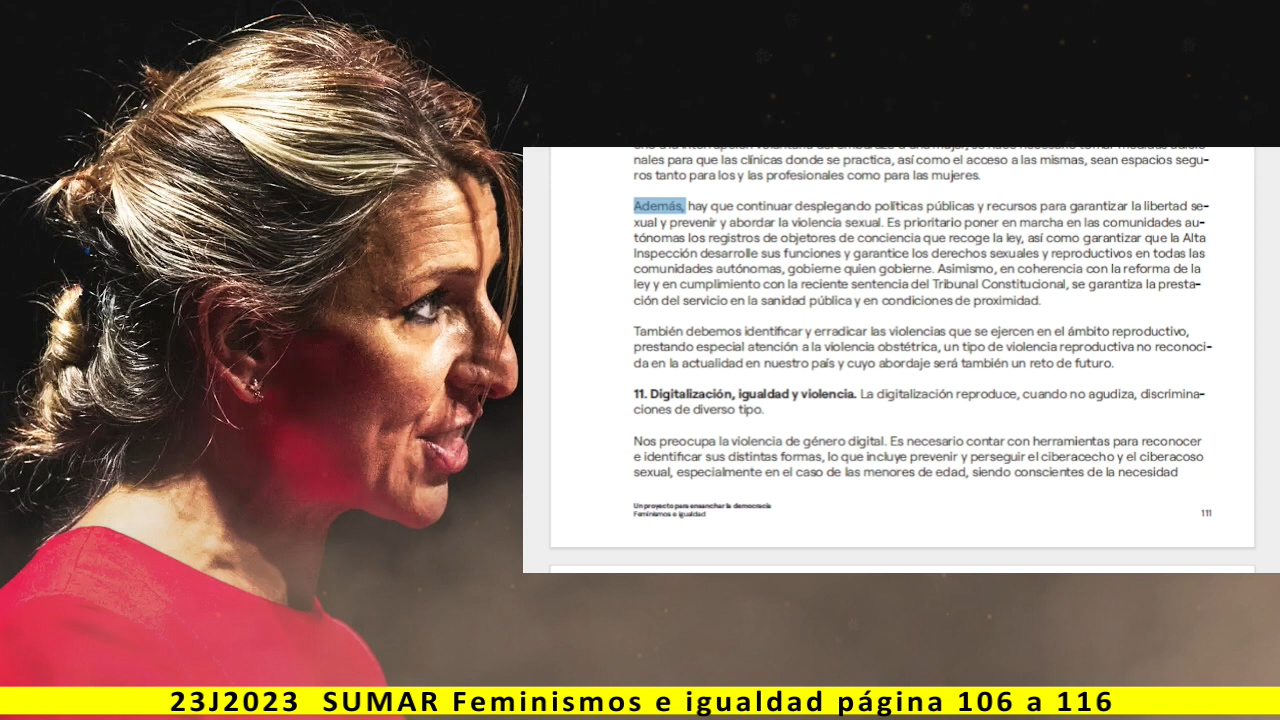 nales para que las clínicas donde se practica, así como el acceso a las mismas, sean espacios segu-
ros tanto para los y las profesionales como para las mujeres.
Además, hay que continuar desplegando políticas públicas y recursos para garantizar la libertad se-
xual y prevenir y abordar la violencia sexual. Es prioritario poner en marcha en las comunidades au-
tónomas los registros de objetores de conciencia que recoge la ley, así como garantizar que la Alta
Inspección desarrolle sus funciones y garantice los derechos sexuales y reproductivos en todas las
comunidades autónomas, gobierne quien gobierne. Asimismo, en coherencia con la reforma de la
ley y en cumplimiento con la reciente sentencia del Tribunal Constitucional, se garantiza la presta-
ción del servicio en la sanidad pública y en condiciones de proximidad.
También debemos identificar y erradicar las violencias que se ejercen en el ámbito reproductivo,
prestando especial atención a la violencia obstétrica, un tipo de violencia reproductiva no reconoci-
da en la actualidad en nuestro país y cuyo abordaje será también un reto de futuro.
11. Digitalización, igualdad y violencia. La digitalización reproduce, cuando no agudiza, discrimina-
ciones de diverso tipo.
Nos preocupa la violencia de género digital. Es necesario contar con herramientas para reconocer
e identificar sus distintas formas, lo que incluye prevenir y perseguir el ciberacecho y el ciberacoso
sexual, especialmente en el caso de las menores de edad, siendo conscientes de la necesidad
Un proyecto para ensanchar la democracia
Feminismos e igualdad
111
23J2023 SUMAR Feminismos e igualdad página 106 a 116